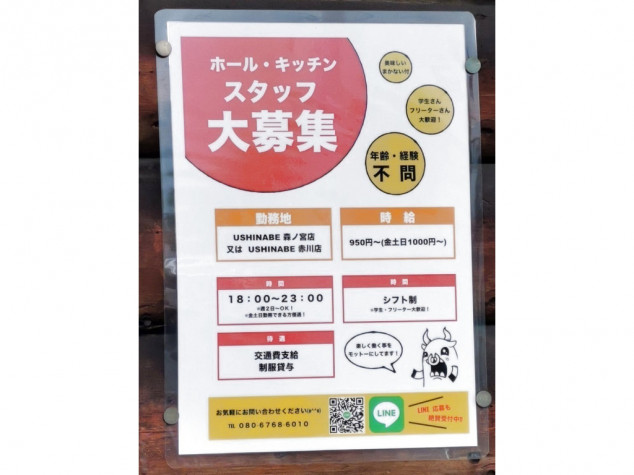 ホール・キッチン
スタッフ
大募集
美味しい
まかない付
学生さん
フリーターさん
大歓迎！
年齢・経験
不問
勤務地
USHINABE 森ノ宮店
又は USHINABE 赤川店
時給
950円〜(金土日1000円〜)
時間
18：00〜23：00
※週2日〜OK！
※金土日勤務できる方優遇！
時間
シフト制
※学生・フリーター大歓迎！
待遇
交通費支給
制服貸与
楽しく働く事を
モットーにしてます！
お気軽にお問い合わせください(#^^#)
TEL 080-6768-6010
LINE
LINE 応募も
絶賛受付中!!